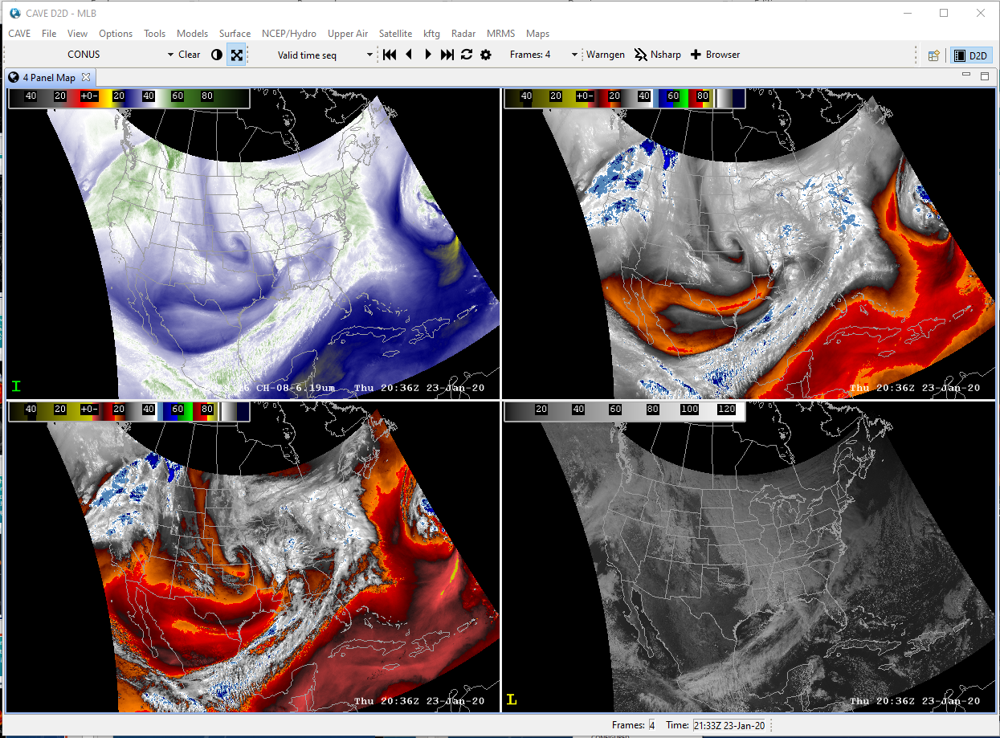 CAVE D2D - MLB
CAVE File View Options Tools Models Surface NCEP/Hydro Upper Air Satellite kftg Radar MRMS Maps
CONUS Clear Valid time seq Frames: 4 Warngen Nsharp Browser D2D
4 Panel Map
40 20 +0- 20 40 60 80
40 20 +0- 20 40 60 80
I
CH-08-6.19um Thu 20:36Z 23-Jan-20
Thu 20:36Z 23-Jan-20
40 20 +0- 20 40 60 80
20 40 60 80 100 120
Thu 20:36Z 23-Jan-20
L
Thu 20:36Z 23-Jan-20
Frames: 4 Time: 21:33Z 23-Jan-20